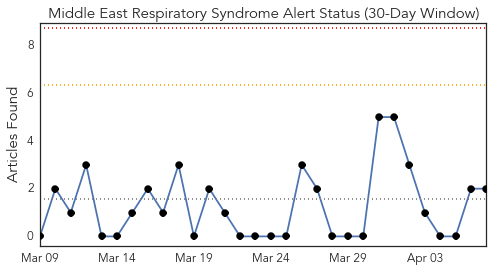 Middle East Respiratory Syndrome Alert Status (30-Day Window)
Articles Found
8
6
4
2
0
Mar 09 Mar 14 Mar 19 Mar 24 Mar 29 Apr 03